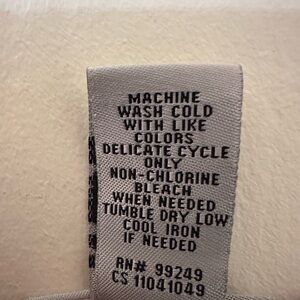 MACHINE
WASH COLD
WITH LIKE
COLORS
DELICATE CYCLE
ONLY
NON-CHLORINE
BLEACH
WHEN NEEDED
TUMBLE DRY LOW
COOL IRON
IF NEEDED
RN# 99249
CS 11041049